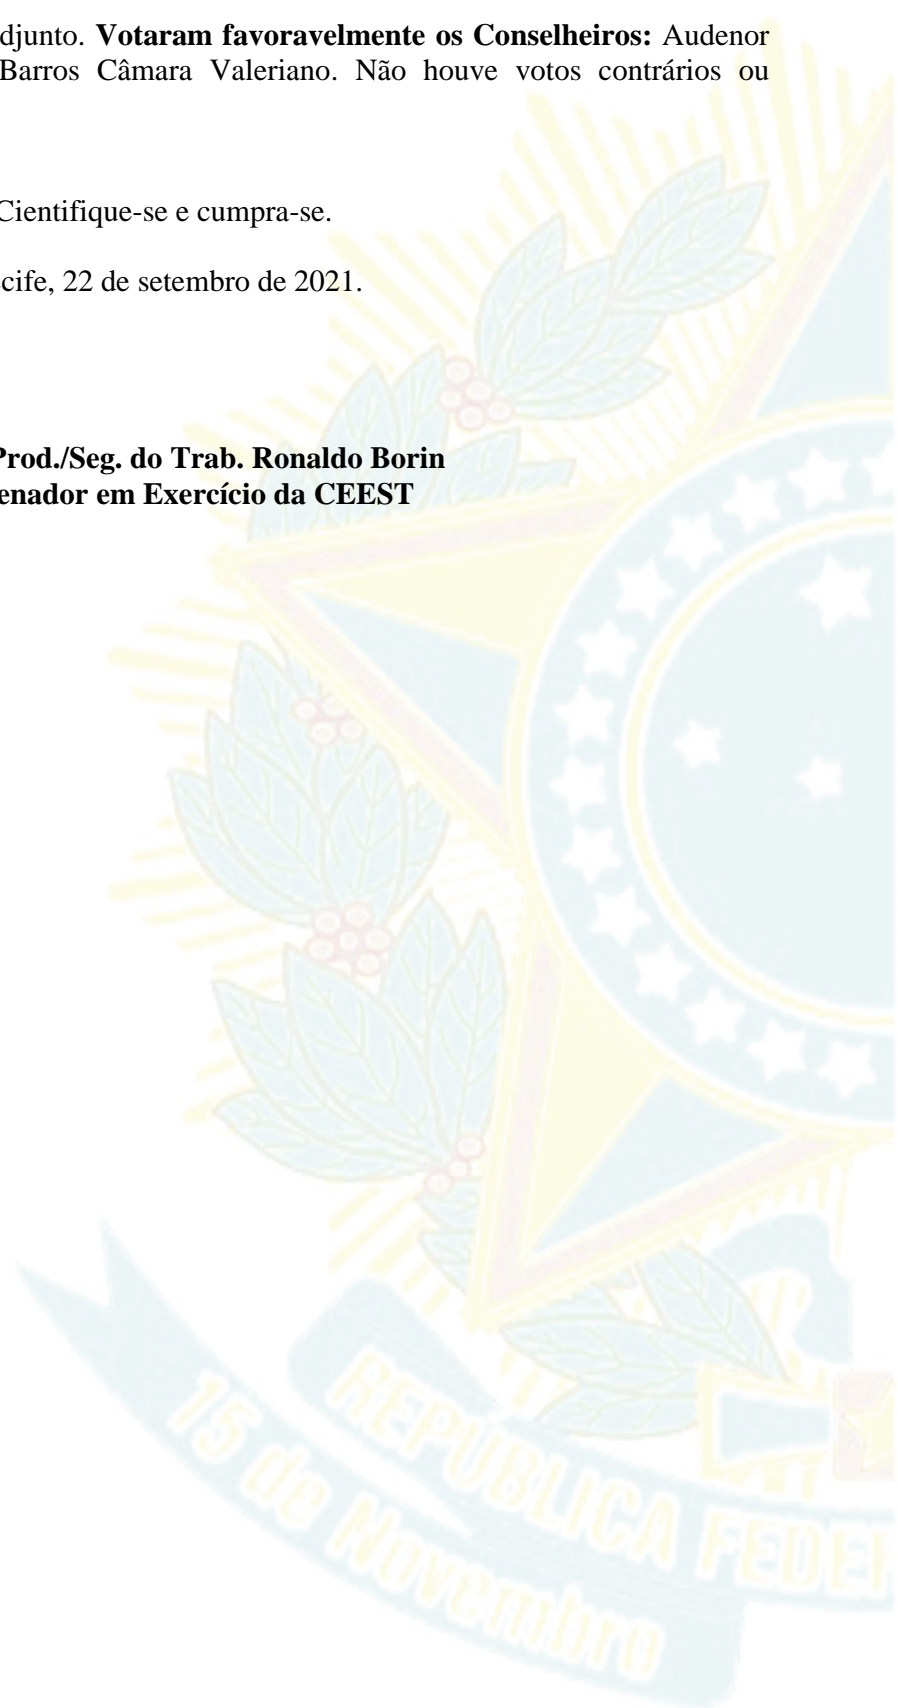 djunto. Votaram favoravelmente os Conselheiros: Audenor
Barros Câmara Valeriano. Não houve votos contrários ou
Cientifique-se e cumpra-se.
cife, 22 de setembro de 2021.
Prod./Seg. do Trab. Ronaldo Borin
enador em Exercício da CEEST
REPÚBLICA FEDER
15 de Novembro